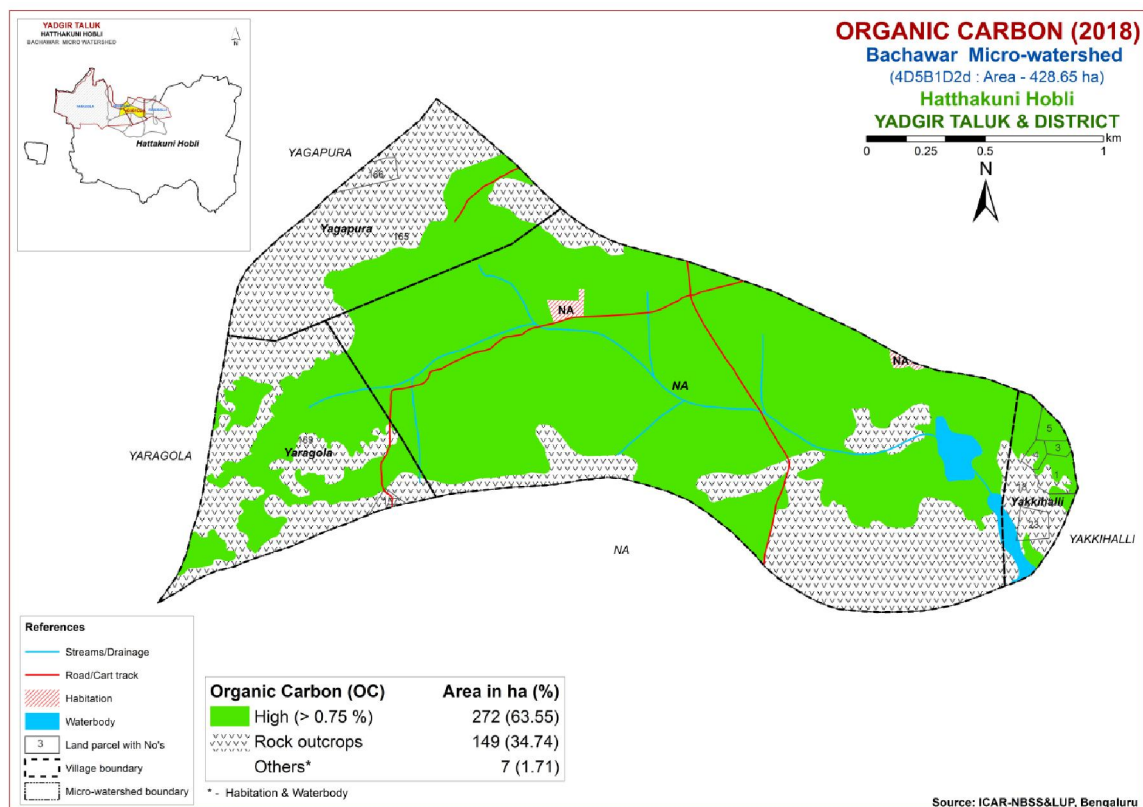 YADGIR TALUK
HATTHAKUNI HOBLI
BACHAWAR MICRO WATERSHED
N
Hattakuni Hobli
ORGANIC CARBON (2018)
Bachawar Micro-watershed
(4D5B1D2d : Area - 428.65 ha)
Hatthakuni Hobli
YADGIR TALUK & DISTRICT
km
0 0.25 0.5 1
N
YAGAPURA
166
Yagapura
165
NA
NA
NA
YARAGOLA
169
Yaragola
5
3
4
1
Yakkihalli
YAKKIHALLI
NA
References
Streams/Drainage
Road/Cart track
Habitation
Waterbody
3 Land parcel with No's
Village boundary
Micro-watershed boundary
Organic Carbon (OC) Area in ha (%)
High (> 0.75 %) 272 (63.55)
Rock outcrops 149 (34.74)
Others* 7 (1.71)
* - Habitation & Waterbody
Source: ICAR-NBSS&LUP, Bengaluru